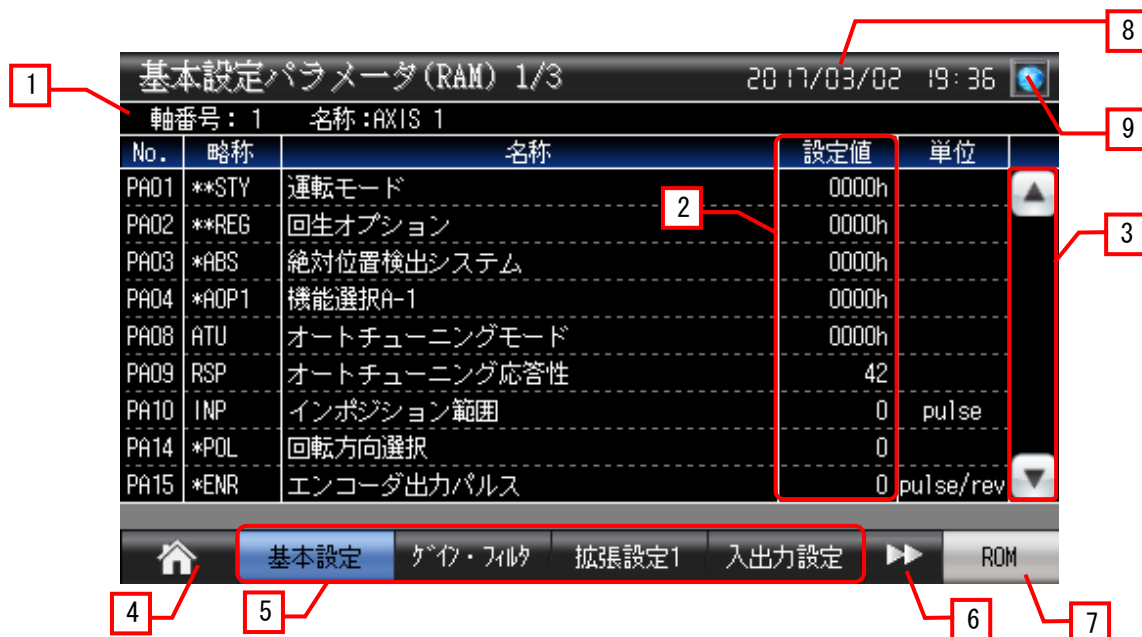 8
基本設定パラメータ(RAM) 1/3 2017/03/02 19:36
1
軸番号: 1 名称:AXIS 1
9
No. 略称 名称 設定値 単位
PA01 **STY 運転モード 0000h
2
PA02 **REG 回生オプション 0000h
3
PA03 *ABS 絶対位置検出システム 0000h
PA04 *AOP1 機能選択A-1 0000h
PA08 ATU オートチューニングモード 0000h
PA09 RSP オートチューニング応答性 42
PA10 INP インポジション範囲 0 pulse
PA14 *POL 回転方向選択 0
PA15 *ENR エンコーダ出力パルス 0 pulse/rev
基本設定 ゲイン・フィルタ 拡張設定1 入出力設定 ROM
4 5 6 7